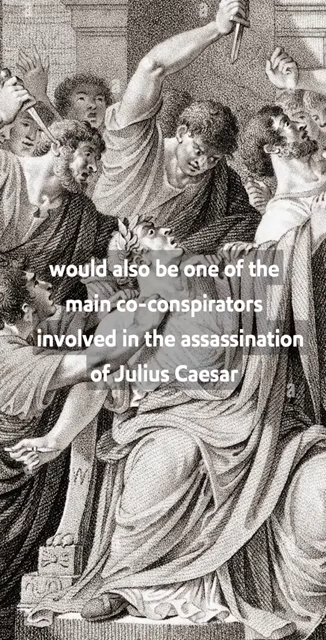 would also be one of the
main co-conspirators
involved in the assassination
of Julius Caesar